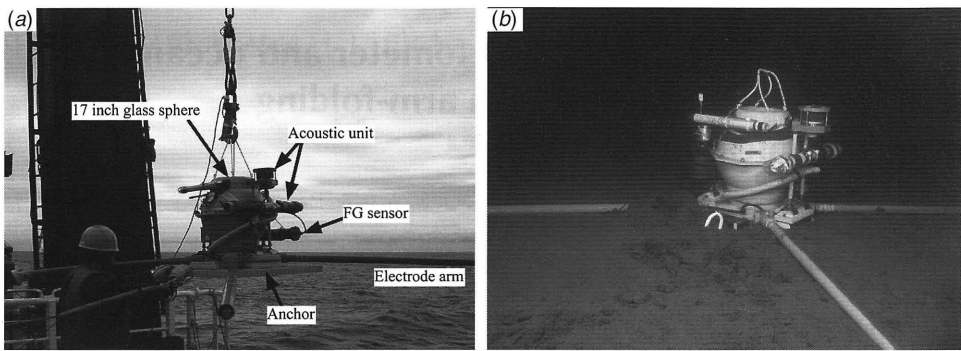 (a)
17 inch glass sphere
Acoustic unit
FG sensor
Electrode arm
Anchor
(b)